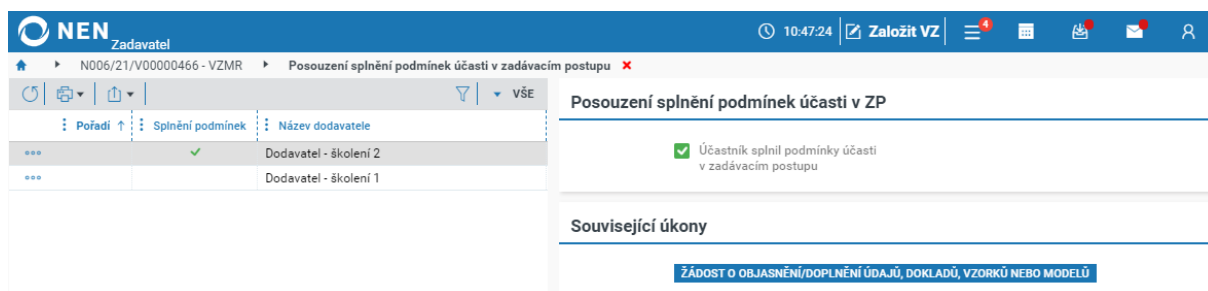 NEN Zadavatel
10:47:24 Založit VZ 4
N006/21/V00000466 - VZMR Posouzení splnění podmínek účasti v zadávacím postupu
VŠE
Pořadí Splnění podmínek Název dodavatele
Dodavatel - školení 2
Dodavatel - školení 1
Posouzení splnění podmínek účasti v ZP
Účastník splnil podmínky účasti
v zadávacím postupu
Související úkony
ŽÁDOST O OBJASNĚNÍ/DOPLNĚNÍ ÚDAJŮ, DOKLADŮ, VZORKŮ NEBO MODELŮ